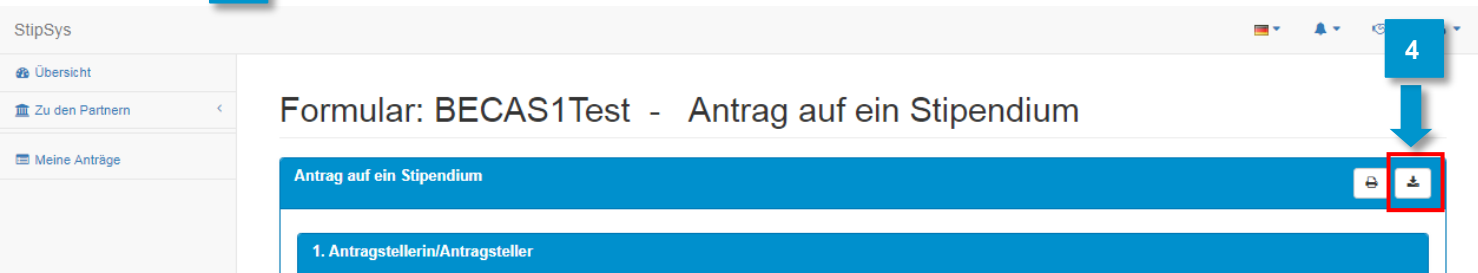 StipSys
4
Übersicht
Zu den Partnern
Meine Anträge
Formular: BECAS1Test - Antrag auf ein Stipendium
Antrag auf ein Stipendium
1. Antragstellerin/Antragsteller